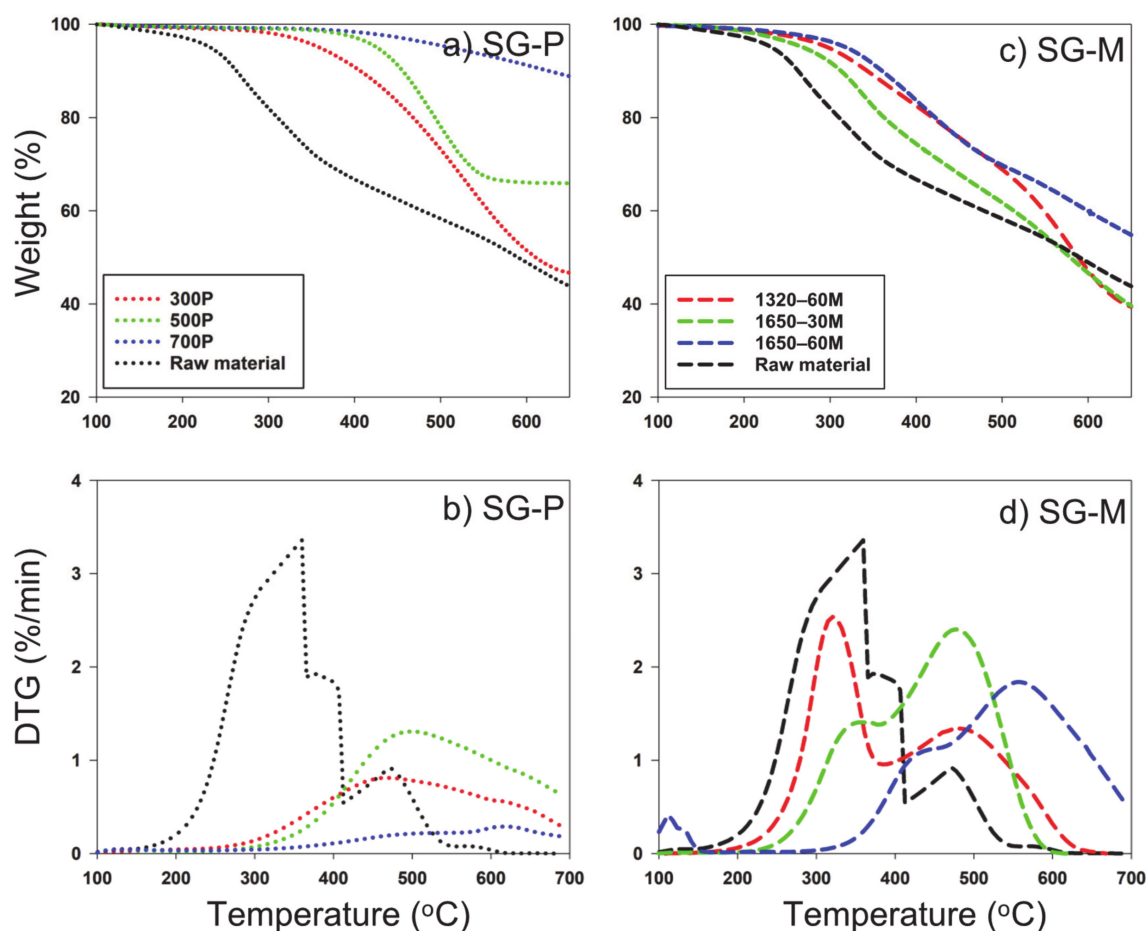 a) SG-P
Weight (%)
100
80
60
40
20
300P
500P
700P
Raw material
100 200 300 400 500 600
c) SG-M
100
80
60
40
20
1320–60M
1650–30M
1650–60M
Raw material
100 200 300 400 500 600
b) SG-P
DTG (%/min)
4
3
2
1
0
100 200 300 400 500 600 700
Temperature (ºC)
d) SG-M
4
3
2
1
0
100 200 300 400 500 600 700
Temperature (ºC)